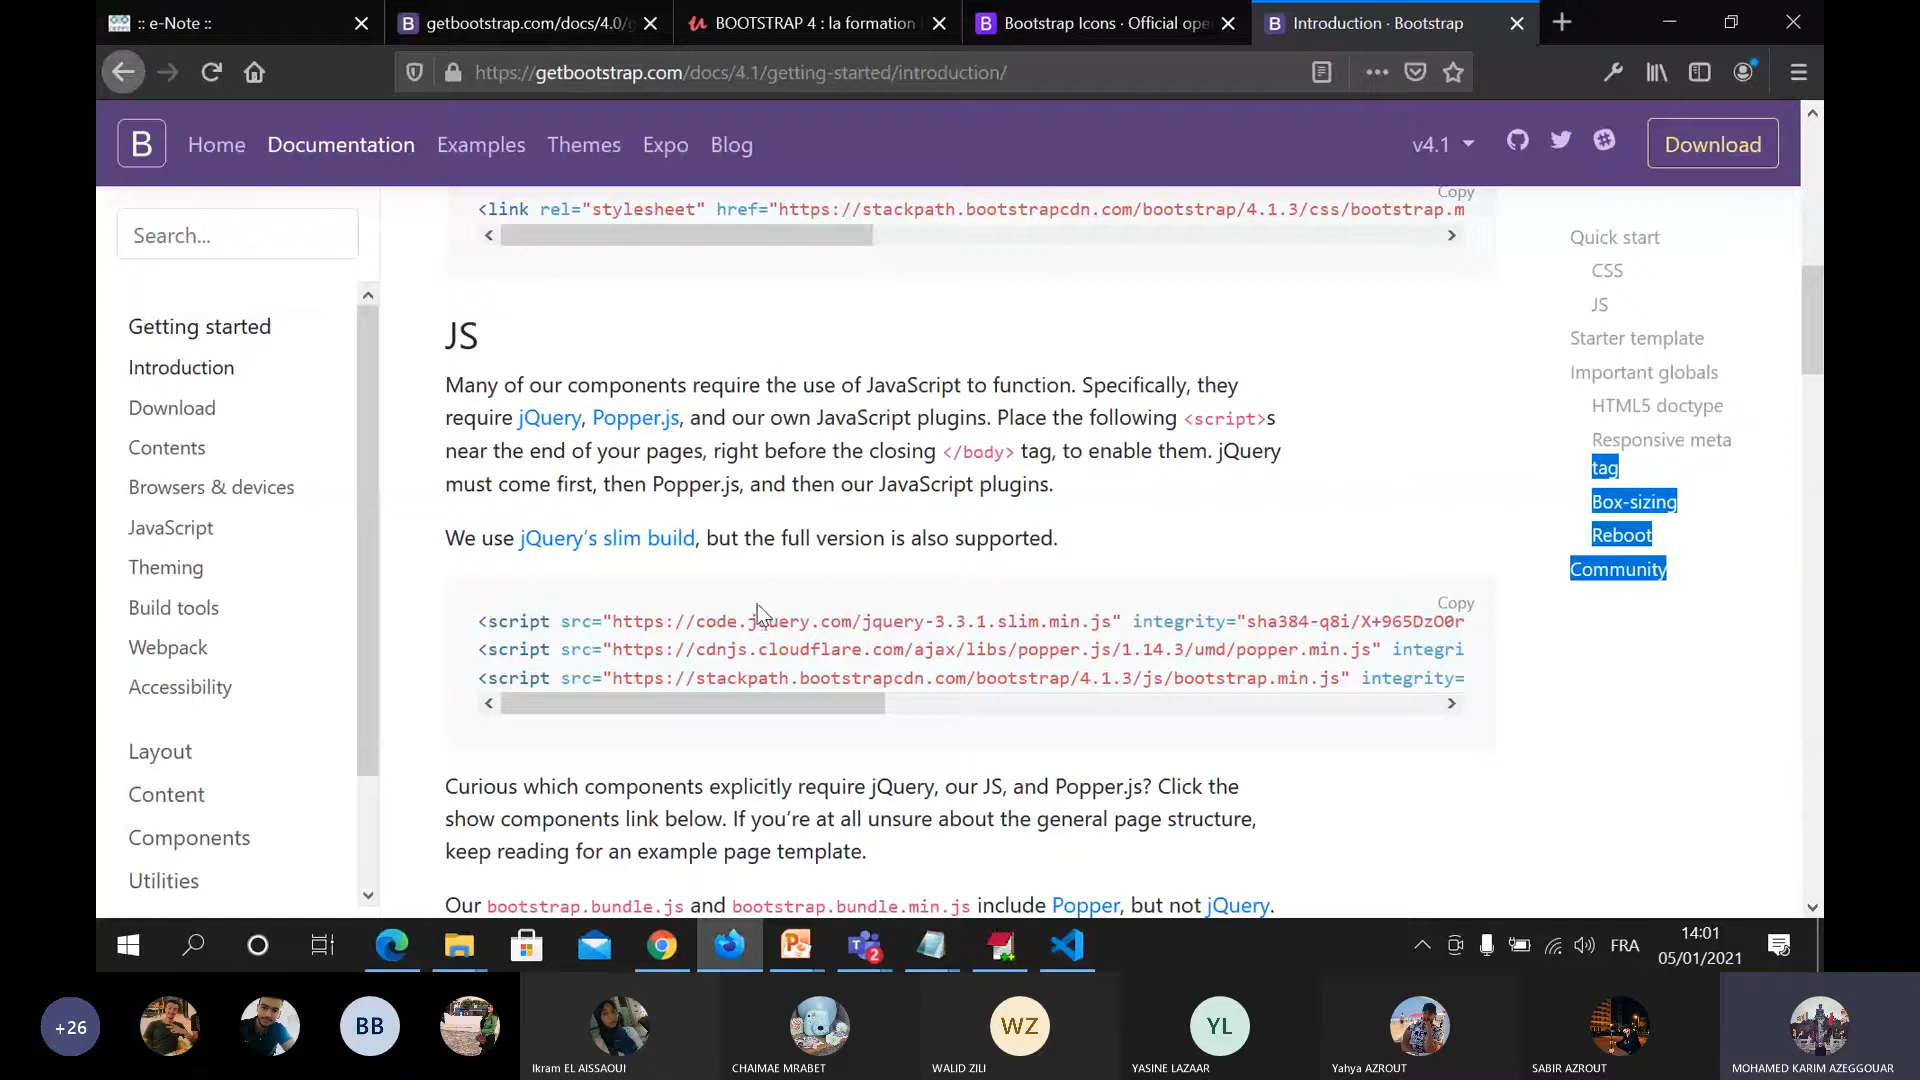 :: e-Note ::
getbootstrap.com/docs/4.0/g
BOOTSTRAP 4 : la formation
Bootstrap Icons · Official ope
Introduction · Bootstrap
https://getbootstrap.com/docs/4.1/getting-started/introduction/
B
Home
Documentation
Examples
Themes
Expo
Blog
v4.1
Download
Search...
Getting started
Introduction
Download
Contents
Browsers & devices
JavaScript
Theming
Build tools
Webpack
Accessibility
Layout
Content
Components
Utilities
Copy
<link rel="stylesheet" href="https://stackpath.bootstrapcdn.com/bootstrap/4.1.3/css/bootstrap.m
JS
Many of our components require the use of JavaScript to function. Specifically, they
require jQuery, Popper.js, and our own JavaScript plugins. Place the following <script>s
near the end of your pages, right before the closing </body> tag, to enable them. jQuery
must come first, then Popper.js, and then our JavaScript plugins.
We use jQuery’s slim build, but the full version is also supported.
Copy
<script src="https://code.jquery.com/jquery-3.3.1.slim.min.js" integrity="sha384-q8i/X+965DzO0r
<script src="https://cdnjs.cloudflare.com/ajax/libs/popper.js/1.14.3/umd/popper.min.js" integri
<script src="https://stackpath.bootstrapcdn.com/bootstrap/4.1.3/js/bootstrap.min.js" integrity=
Curious which components explicitly require jQuery, our JS, and Popper.js? Click the
show components link below. If you’re at all unsure about the general page structure,
keep reading for an example page template.
Our bootstrap.bundle.js and bootstrap.bundle.min.js include Popper, but not jQuery.
Quick start
CSS
JS
Starter template
Important globals
HTML5 doctype
Responsive meta
tag
Box-sizing
Reboot
Community
2
FRA
14:01
05/01/2021
+26
BB
WZ
YL
Ikram EL AISSAOUI
CHAIMAE MRABET
WALID ZILI
YASINE LAZAAR
Yahya AZROUT
SABIR AZROUT
MOHAMED KARIM AZEGGOUAR